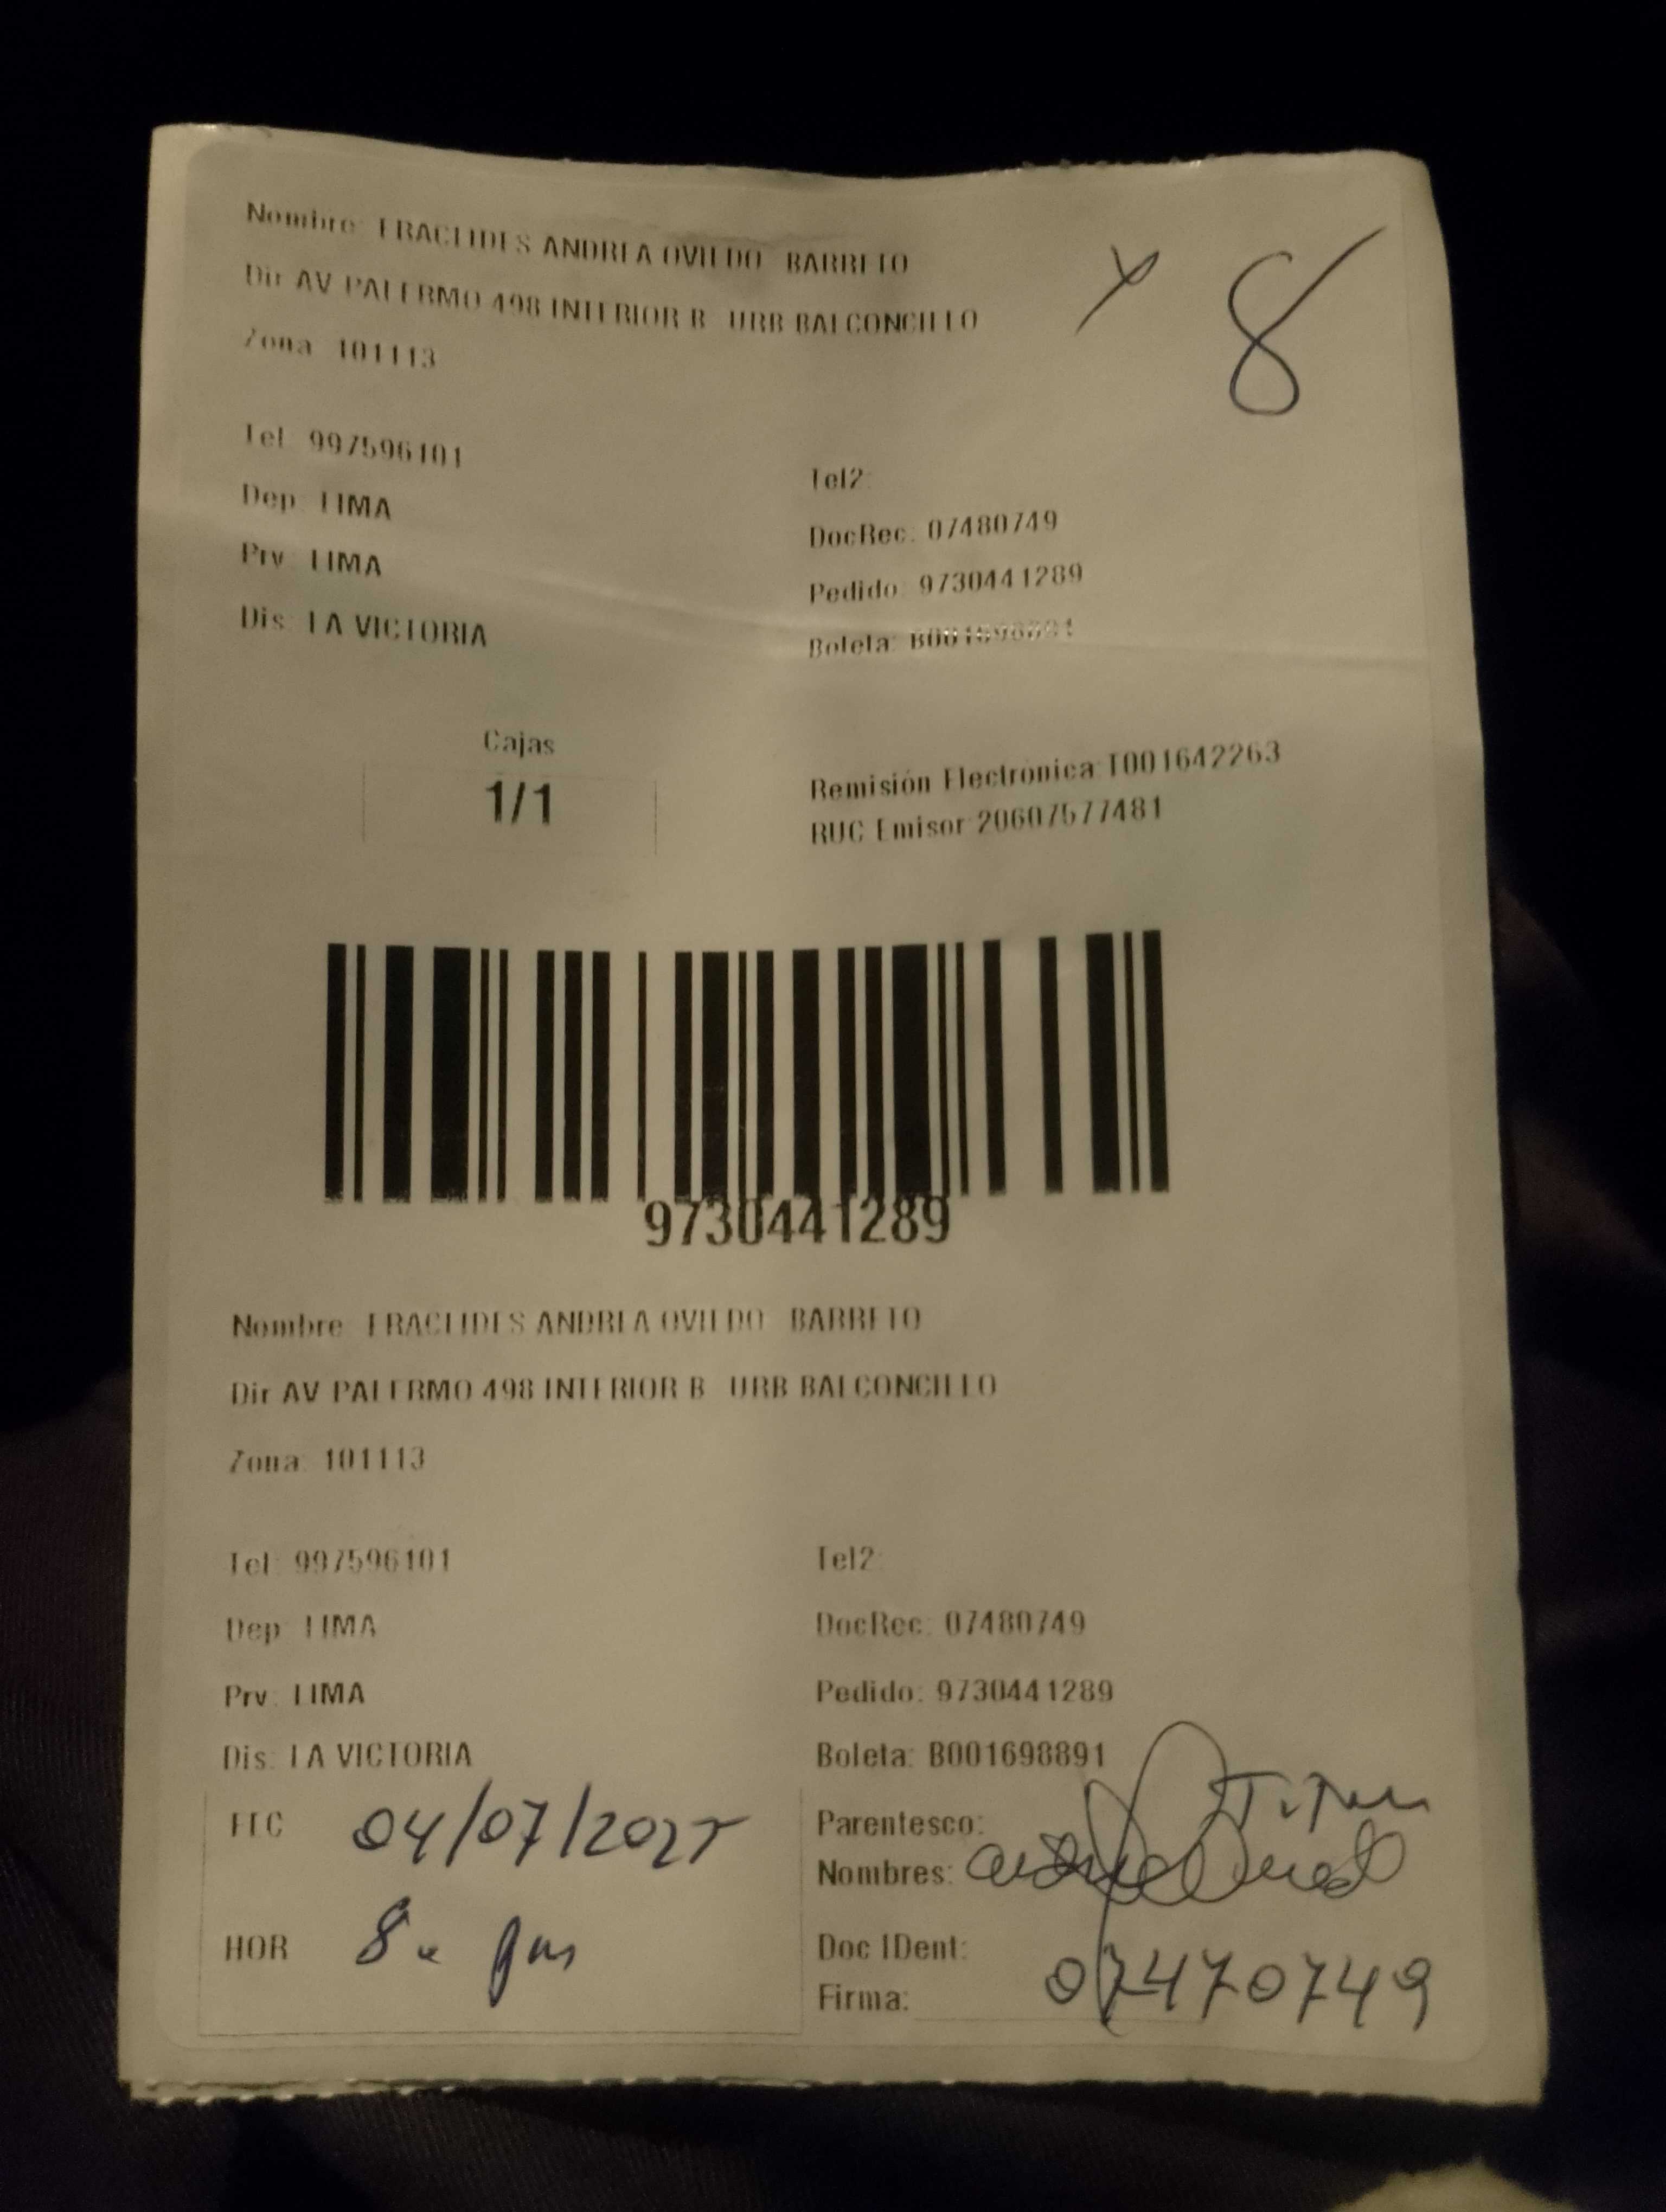 Nombre: ERACLIDES ANDREA OVIEDO BARRETO
Dir AV PALERMO 498 INTERIOR B URB BALCONCILLO
Zona: 101113
8
Tel: 997596101
Tel2:
Dep: LIMA
DocRec: 07480749
Prv: LIMA
Pedido: 9730441289
Dis: LA VICTORIA
Boleta: B001698891
Cajas
1/1
Remisión Electrónica:T001642263
RUC Emisor:20607577481
9730441289
Nombre: ERACLIDES ANDREA OVIEDO BARRETO
Dir AV PALERMO 498 INTERIOR B URB BALCONCILLO
Zona: 101113
Tel: 997596101
Tel2:
Dep: LIMA
DocRec: 07480749
Prv: LIMA
Pedido: 9730441289
Dis: LA VICTORIA
Boleta: B001698891
FEC 04/07/2025
Parentesco:
Nombres:
HOR 8
Doc IDent:
07470749
Firma: